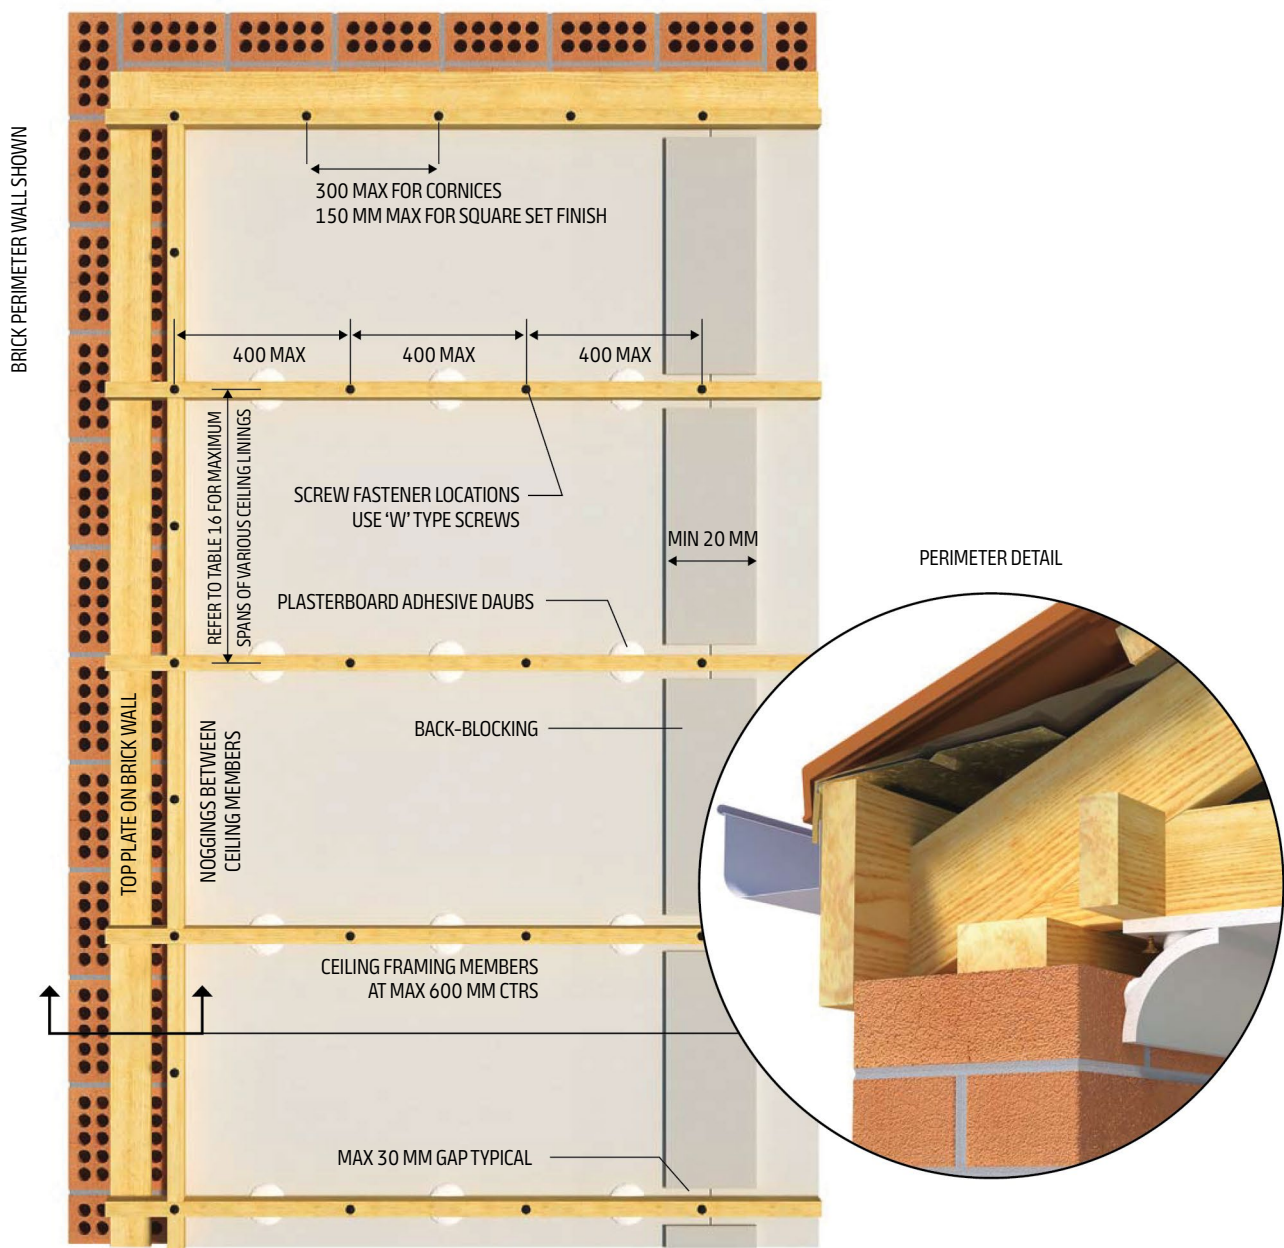 BRICK PERIMETER WALL SHOWN
300 MAX FOR CORNICES
150 MM MAX FOR SQUARE SET FINISH
400 MAX
400 MAX
400 MAX
REFER TO TABLE 16 FOR MAXIMUM
SPANS OF VARIOUS CEILING LININGS
SCREW FASTENER LOCATIONS
USE ‘W’ TYPE SCREWS
MIN 20 MM
PERIMETER DETAIL
PLASTERBOARD ADHESIVE DAUBS
TOP PLATE ON BRICK WALL
NOGGINGS BETWEEN
CEILING MEMBERS
BACK-BLOCKING
CEILING FRAMING MEMBERS
AT MAX 600 MM CTRS
MAX 30 MM GAP TYPICAL